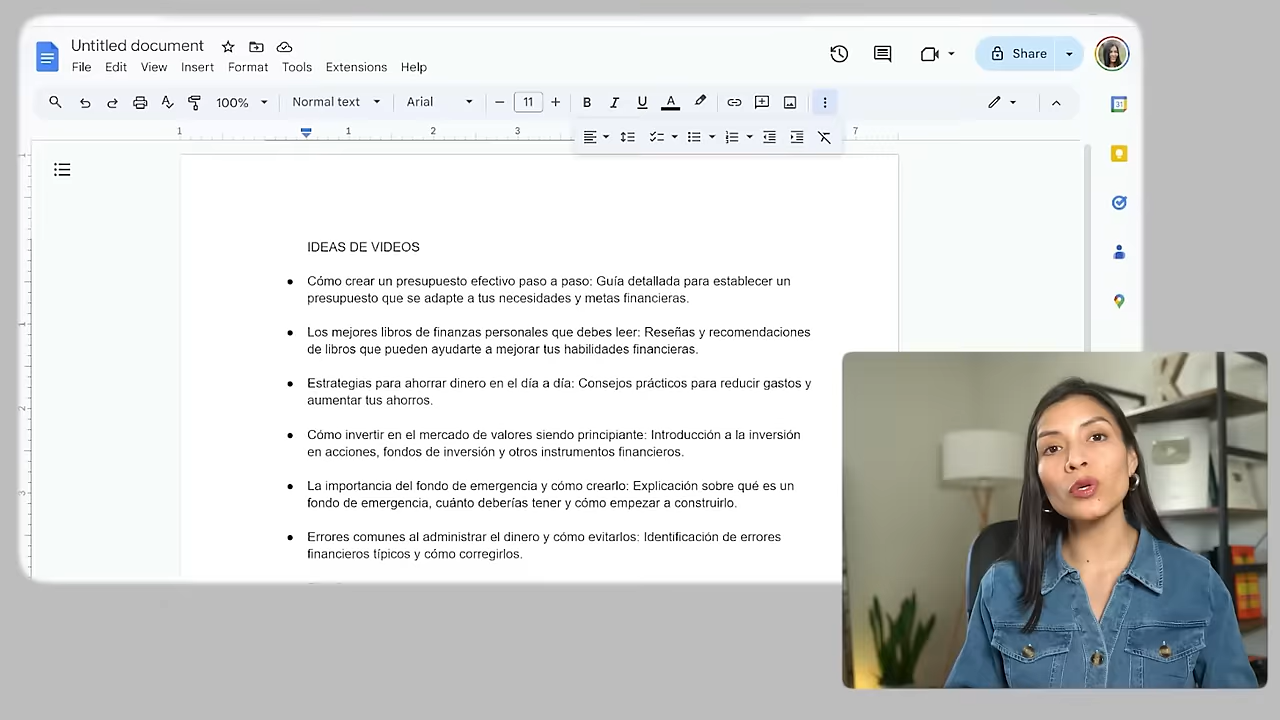 Untitled document
File Edit View Insert Format Tools Extensions Help
Share
100% Normal text Arial 11
1 1 2 3 7
31
IDEAS DE VIDEOS
Cómo crear un presupuesto efectivo paso a paso: Guía detallada para establecer un
presupuesto que se adapte a tus necesidades y metas financieras.
Los mejores libros de finanzas personales que debes leer: Reseñas y recomendaciones
de libros que pueden ayudarte a mejorar tus habilidades financieras.
Estrategias para ahorrar dinero en el día a día: Consejos prácticos para reducir gastos y
aumentar tus ahorros.
Cómo invertir en el mercado de valores siendo principiante: Introducción a la inversión
en acciones, fondos de inversión y otros instrumentos financieros.
La importancia del fondo de emergencia y cómo crearlo: Explicación sobre qué es un
fondo de emergencia, cuánto deberías tener y cómo empezar a construirlo.
Errores comunes al administrar el dinero y cómo evitarlos: Identificación de errores
financieros típicos y cómo corregirlos.